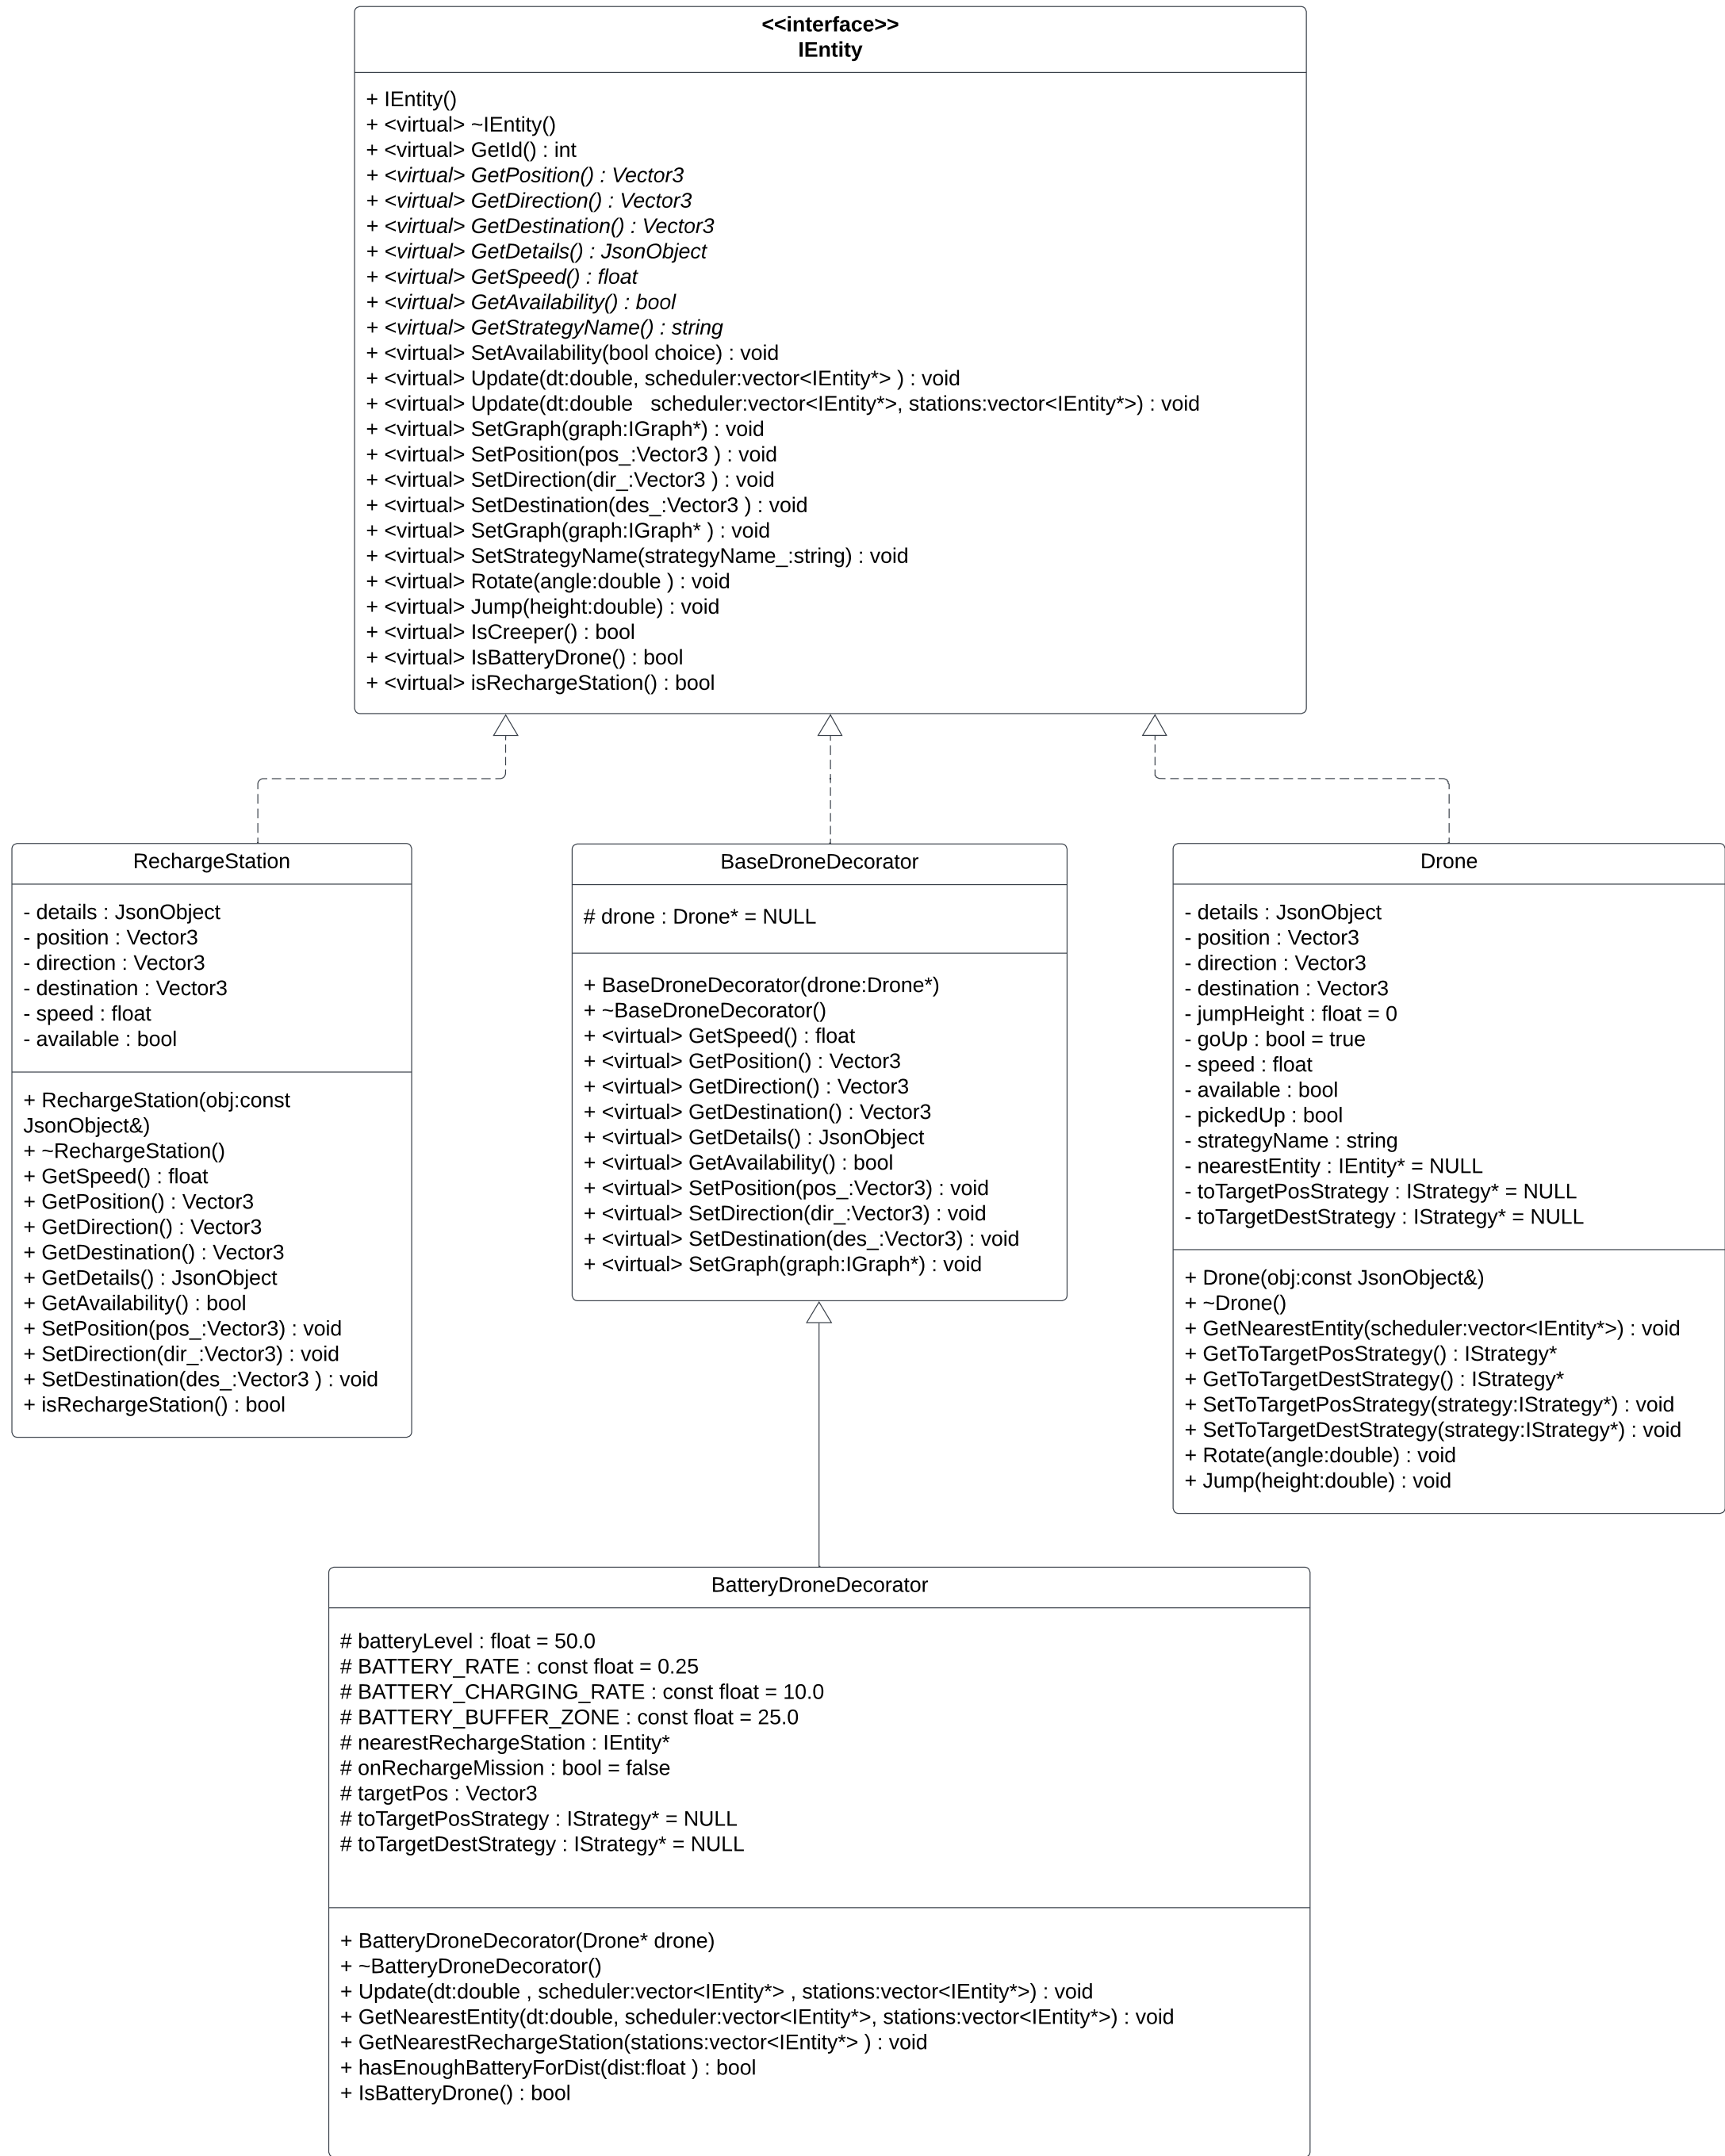 <<interface>>
IEntity
+ IEntity()
+ <virtual> ~IEntity()
+ <virtual> GetId() : int
+ <virtual> GetPosition() : Vector3
+ <virtual> GetDirection() : Vector3
+ <virtual> GetDestination() : Vector3
+ <virtual> GetDetails() : JsonObject
+ <virtual> GetSpeed() : float
+ <virtual> GetAvailability() : bool
+ <virtual> GetStrategyName() : string
+ <virtual> SetAvailability(bool choice) : void
+ <virtual> Update(dt:double, scheduler:vector<IEntity*> ) : void
+ <virtual> Update(dt:double   scheduler:vector<IEntity*>, stations:vector<IEntity*>) : void
+ <virtual> SetGraph(graph:IGraph*) : void
+ <virtual> SetPosition(pos_:Vector3 ) : void
+ <virtual> SetDirection(dir_:Vector3 ) : void
+ <virtual> SetDestination(des_:Vector3 ) : void
+ <virtual> SetGraph(graph:IGraph* ) : void
+ <virtual> SetStrategyName(strategyName_:string) : void
+ <virtual> Rotate(angle:double ) : void
+ <virtual> Jump(height:double) : void
+ <virtual> IsCreeper() : bool
+ <virtual> IsBatteryDrone() : bool
+ <virtual> isRechargeStation() : bool
RechargeStation
- details : JsonObject
- position : Vector3
- direction : Vector3
- destination : Vector3
- speed : float
- available : bool
+ RechargeStation(obj:const
JsonObject&)
+ ~RechargeStation()
+ GetSpeed() : float
+ GetPosition() : Vector3
+ GetDirection() : Vector3
+ GetDestination() : Vector3
+ GetDetails() : JsonObject
+ GetAvailability() : bool
+ SetPosition(pos_:Vector3) : void
+ SetDirection(dir_:Vector3) : void
+ SetDestination(des_:Vector3 ) : void
+ isRechargeStation() : bool
BaseDroneDecorator
# drone : Drone* = NULL
+ BaseDroneDecorator(drone:Drone*)
+ ~BaseDroneDecorator()
+ <virtual> GetSpeed() : float
+ <virtual> GetPosition() : Vector3
+ <virtual> GetDirection() : Vector3
+ <virtual> GetDestination() : Vector3
+ <virtual> GetDetails() : JsonObject
+ <virtual> GetAvailability() : bool
+ <virtual> SetPosition(pos_:Vector3) : void
+ <virtual> SetDirection(dir_:Vector3) : void
+ <virtual> SetDestination(des_:Vector3) : void
+ <virtual> SetGraph(graph:IGraph*) : void
Drone
- details : JsonObject
- position : Vector3
- direction : Vector3
- destination : Vector3
- jumpHeight : float = 0
- goUp : bool = true
- speed : float
- available : bool
- pickedUp : bool
- strategyName : string
- nearestEntity : IEntity* = NULL
- toTargetPosStrategy : IStrategy* = NULL
- toTargetDestStrategy : IStrategy* = NULL
+ Drone(obj:const JsonObject&)
+ ~Drone()
+ GetNearestEntity(scheduler:vector<IEntity*>) : void
+ GetToTargetPosStrategy() : IStrategy*
+ GetToTargetDestStrategy() : IStrategy*
+ SetToTargetPosStrategy(strategy:IStrategy*) : void
+ SetToTargetDestStrategy(strategy:IStrategy*) : void
+ Rotate(angle:double) : void
+ Jump(height:double) : void
BatteryDroneDecorator
# batteryLevel : float = 50.0
# BATTERY_RATE : const float = 0.25
# BATTERY_CHARGING_RATE : const float = 10.0
# BATTERY_BUFFER_ZONE : const float = 25.0
# nearestRechargeStation : IEntity*
# onRechargeMission : bool = false
# targetPos : Vector3
# toTargetPosStrategy : IStrategy* = NULL
# toTargetDestStrategy : IStrategy* = NULL
+ BatteryDroneDecorator(Drone* drone)
+ ~BatteryDroneDecorator()
+ Update(dt:double , scheduler:vector<IEntity*> , stations:vector<IEntity*>) : void
+ GetNearestEntity(dt:double, scheduler:vector<IEntity*>, stations:vector<IEntity*>) : void
+ GetNearestRechargeStation(stations:vector<IEntity*> ) : void
+ hasEnoughBatteryForDist(dist:float ) : bool
+ IsBatteryDrone() : bool